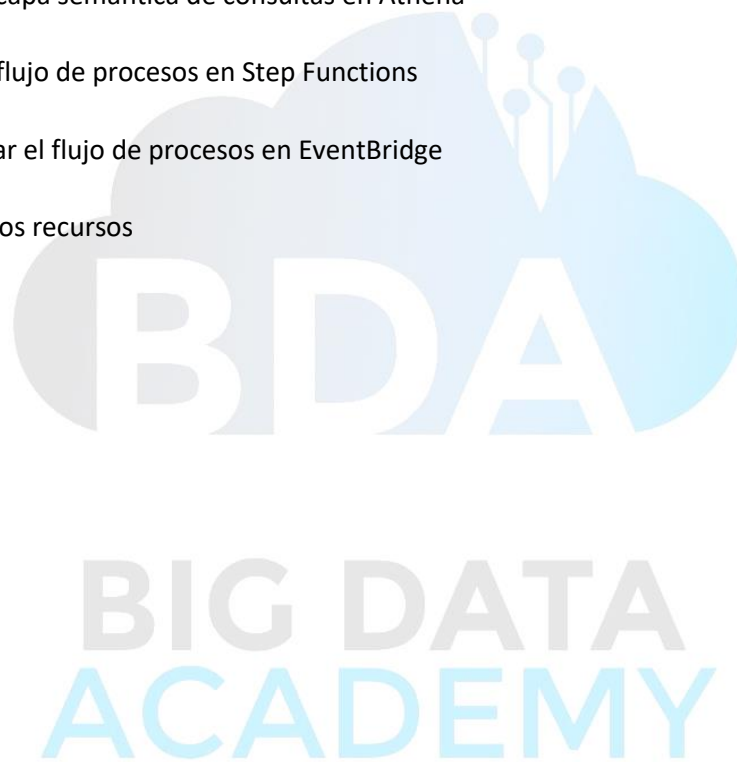 capa semántica de consultas en Athena
flujo de procesos en Step Functions
ar el flujo de procesos en EventBridge
os recursos
BDA
BIG DATA
ACADEMY